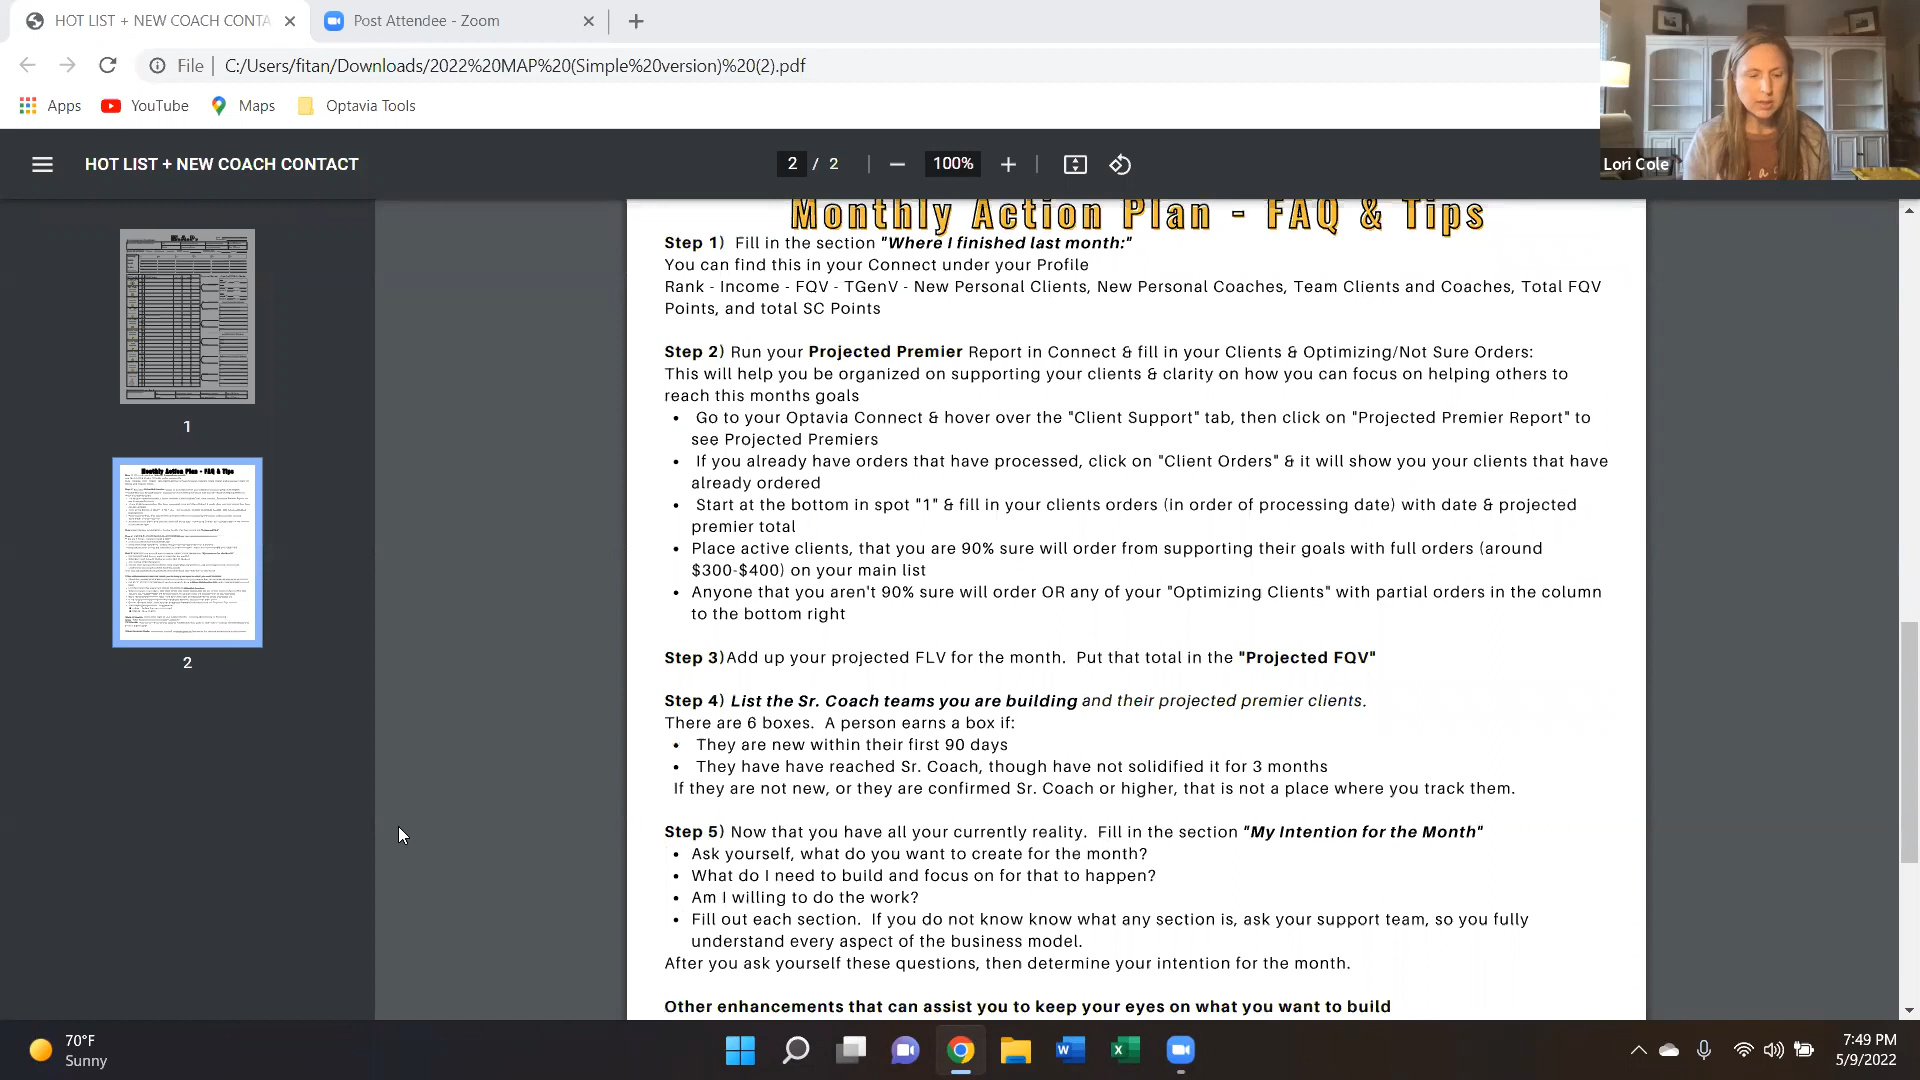 HOT LIST + NEW COACH CONTA
Post Attendee - Zoom
File
C:/Users/fitan/Downloads/2022%20MAP%20(Simple%20version)%20(2).pdf
Apps
YouTube
Maps
Optavia Tools
Lori Cole
HOT LIST + NEW COACH CONTACT
2 / 2
100%
1
Monthly Action Plan - FAQ & Tips
2
Monthly Action Plan - FAQ & Tips
Step 1) Fill in the section "Where I finished last month:"
You can find this in your Connect under your Profile
Rank - Income - FQV - TGenV - New Personal Clients, New Personal Coaches, Team Clients and Coaches, Total FQV
Points, and total SC Points
Step 2) Run your Projected Premier Report in Connect & fill in your Clients & Optimizing/Not Sure Orders:
This will help you be organized on supporting your clients & clarity on how you can focus on helping others to
reach this months goals
• Go to your Optavia Connect & hover over the "Client Support" tab, then click on "Projected Premier Report" to
see Projected Premiers
• If you already have orders that have processed, click on "Client Orders" & it will show you your clients that have
already ordered
• Start at the bottom in spot "1" & fill in your clients orders (in order of processing date) with date & projected
premier total
• Place active clients, that you are 90% sure will order from supporting their goals with full orders (around
$300-$400) on your main list
• Anyone that you aren't 90% sure will order OR any of your "Optimizing Clients" with partial orders in the column
to the bottom right
Step 3)Add up your projected FLV for the month. Put that total in the "Projected FQV"
Step 4) List the Sr. Coach teams you are building and their projected premier clients.
There are 6 boxes. A person earns a box if:
• They are new within their first 90 days
• They have have reached Sr. Coach, though have not solidified it for 3 months
If they are not new, or they are confirmed Sr. Coach or higher, that is not a place where you track them.
Step 5) Now that you have all your currently reality. Fill in the section "My Intention for the Month"
• Ask yourself, what do you want to create for the month?
• What do I need to build and focus on for that to happen?
• Am I willing to do the work?
• Fill out each section. If you do not know know what any section is, ask your support team, so you fully
understand every aspect of the business model.
After you ask yourself these questions, then determine your intention for the month.
Other enhancements that can assist you to keep your eyes on what you want to build
70°F
Sunny
7:49 PM
5/9/2022